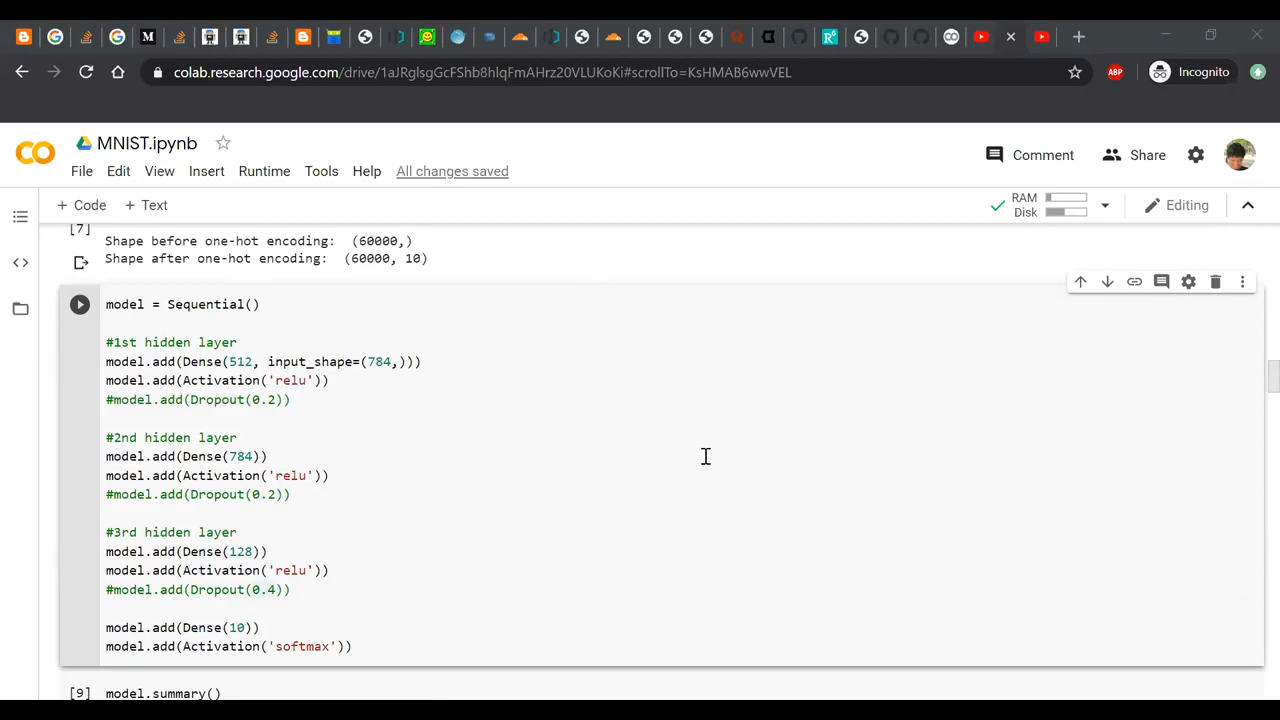 colab.research.google.com/drive/1aJRglsgGcFShb8hIqFmAHrz20VLUKoKi#scrollTo=KsHMAB6wwVEL
ABP
Incognito
MNIST.ipynb
Comment
Share
File Edit View Insert Runtime Tools Help All changes saved
+ Code + Text
RAM
Disk
Editing
[7]
Shape before one-hot encoding: (60000,)
Shape after one-hot encoding: (60000, 10)
model = Sequential()
#1st hidden layer
model.add(Dense(512, input_shape=(784,)))
model.add(Activation('relu'))
#model.add(Dropout(0.2))
#2nd hidden layer
model.add(Dense(784))
model.add(Activation('relu'))
#model.add(Dropout(0.2))
#3rd hidden layer
model.add(Dense(128))
model.add(Activation('relu'))
#model.add(Dropout(0.4))
model.add(Dense(10))
model.add(Activation('softmax'))
[9] model.summary()